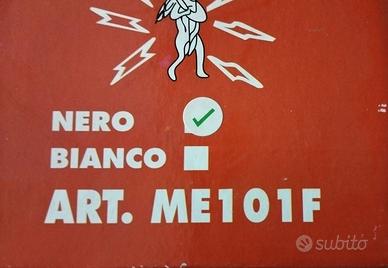 NERO
BIANCO
ART. ME101F
subito